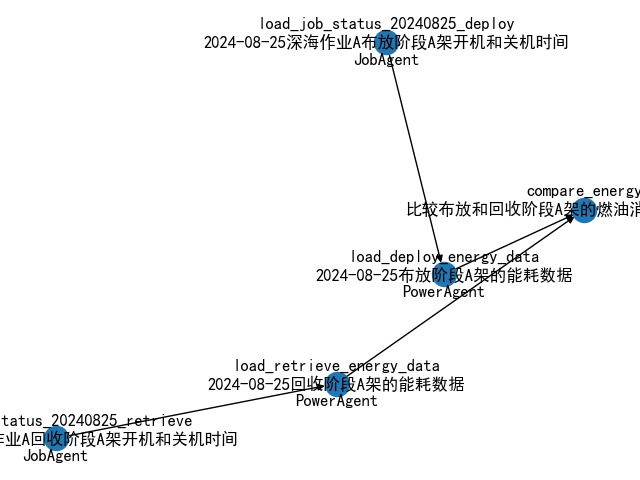 load_job_status_20240825_deploy
2024-08-25深海作业A布放阶段A架开机和关机时间
JobAgent
compare_energy
比较布放和回收阶段A架的燃油消
load_deploy_energy_data
2024-08-25布放阶段A架的能耗数据
PowerAgent
load_retrieve_energy_data
2024-08-25回收阶段A架的能耗数据
PowerAgent
status_20240825_retrieve
作业A回收阶段A架开机和关机时间
JobAgent